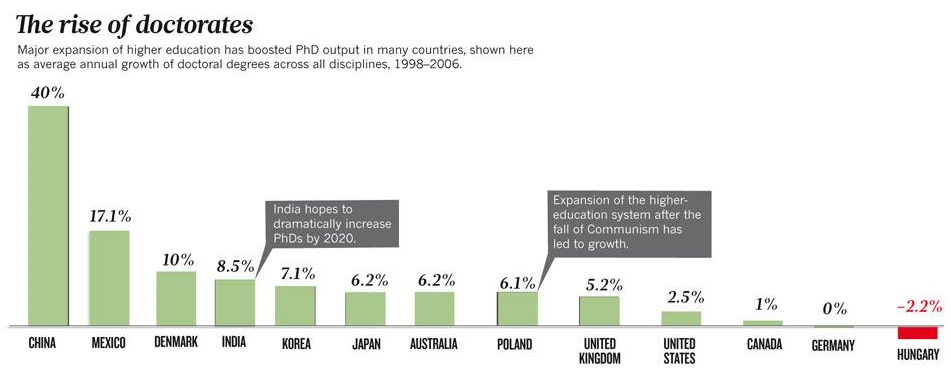 The rise of doctorates
Major expansion of higher education has boosted PhD output in many countries, shown here
as average annual growth of doctoral degrees across all disciplines, 1998–2006.
40%
17.1%
10%
8.5%
India hopes to
dramatically increase
PhDs by 2020.
7.1%
6.2%
6.2%
6.1%
Expansion of the higher-
education system after the
fall of Communism has
led to growth.
5.2%
2.5%
1%
0%
–2.2%
CHINA
MEXICO
DENMARK
INDIA
KOREA
JAPAN
AUSTRALIA
POLAND
UNITED
KINGDOM
UNITED
STATES
CANADA
GERMANY
HUNGARY